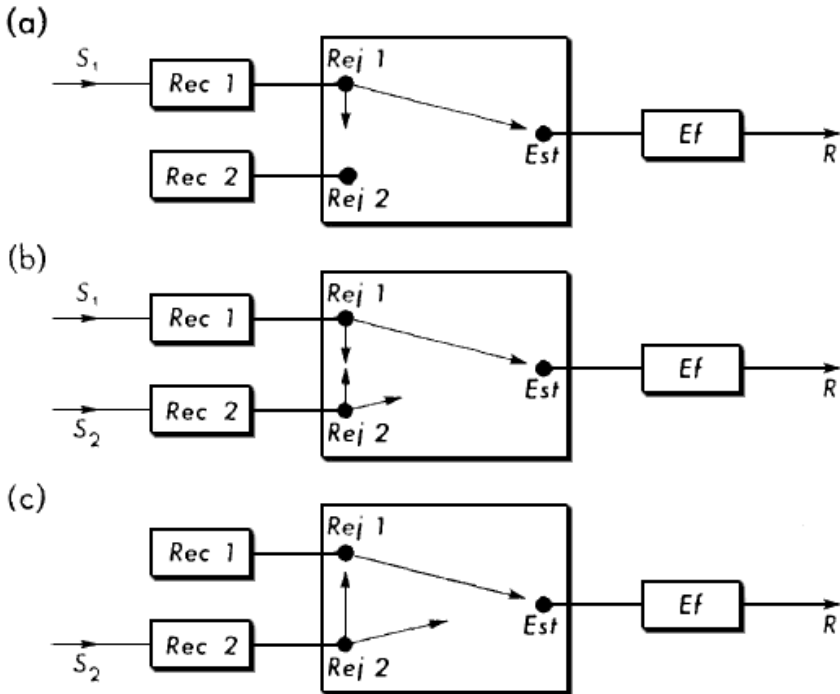 (a)
S₁ Rec 1 Rej 1
Est Ef R
Rec 2 Rej 2
(b)
S₁ Rec 1 Rej 1
Est Ef R
S₂ Rec 2 Rej 2
(c)
Rec 1 Rej 1
Est Ef R
S₂ Rec 2 Rej 2